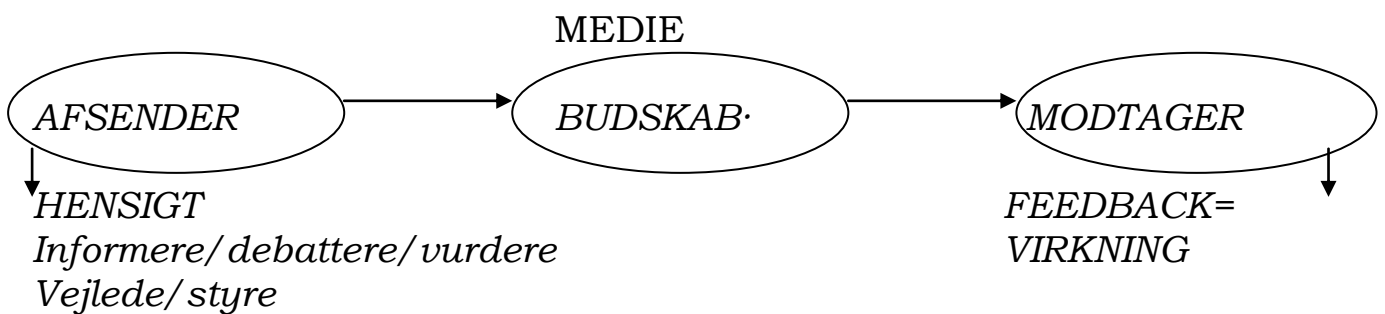 MEDIE
AFSENDER
BUDSKAB·
MODTAGER
HENSIGT
Informere/debattere/vurdere
Vejlede/styre
FEEDBACK=
VIRKNING